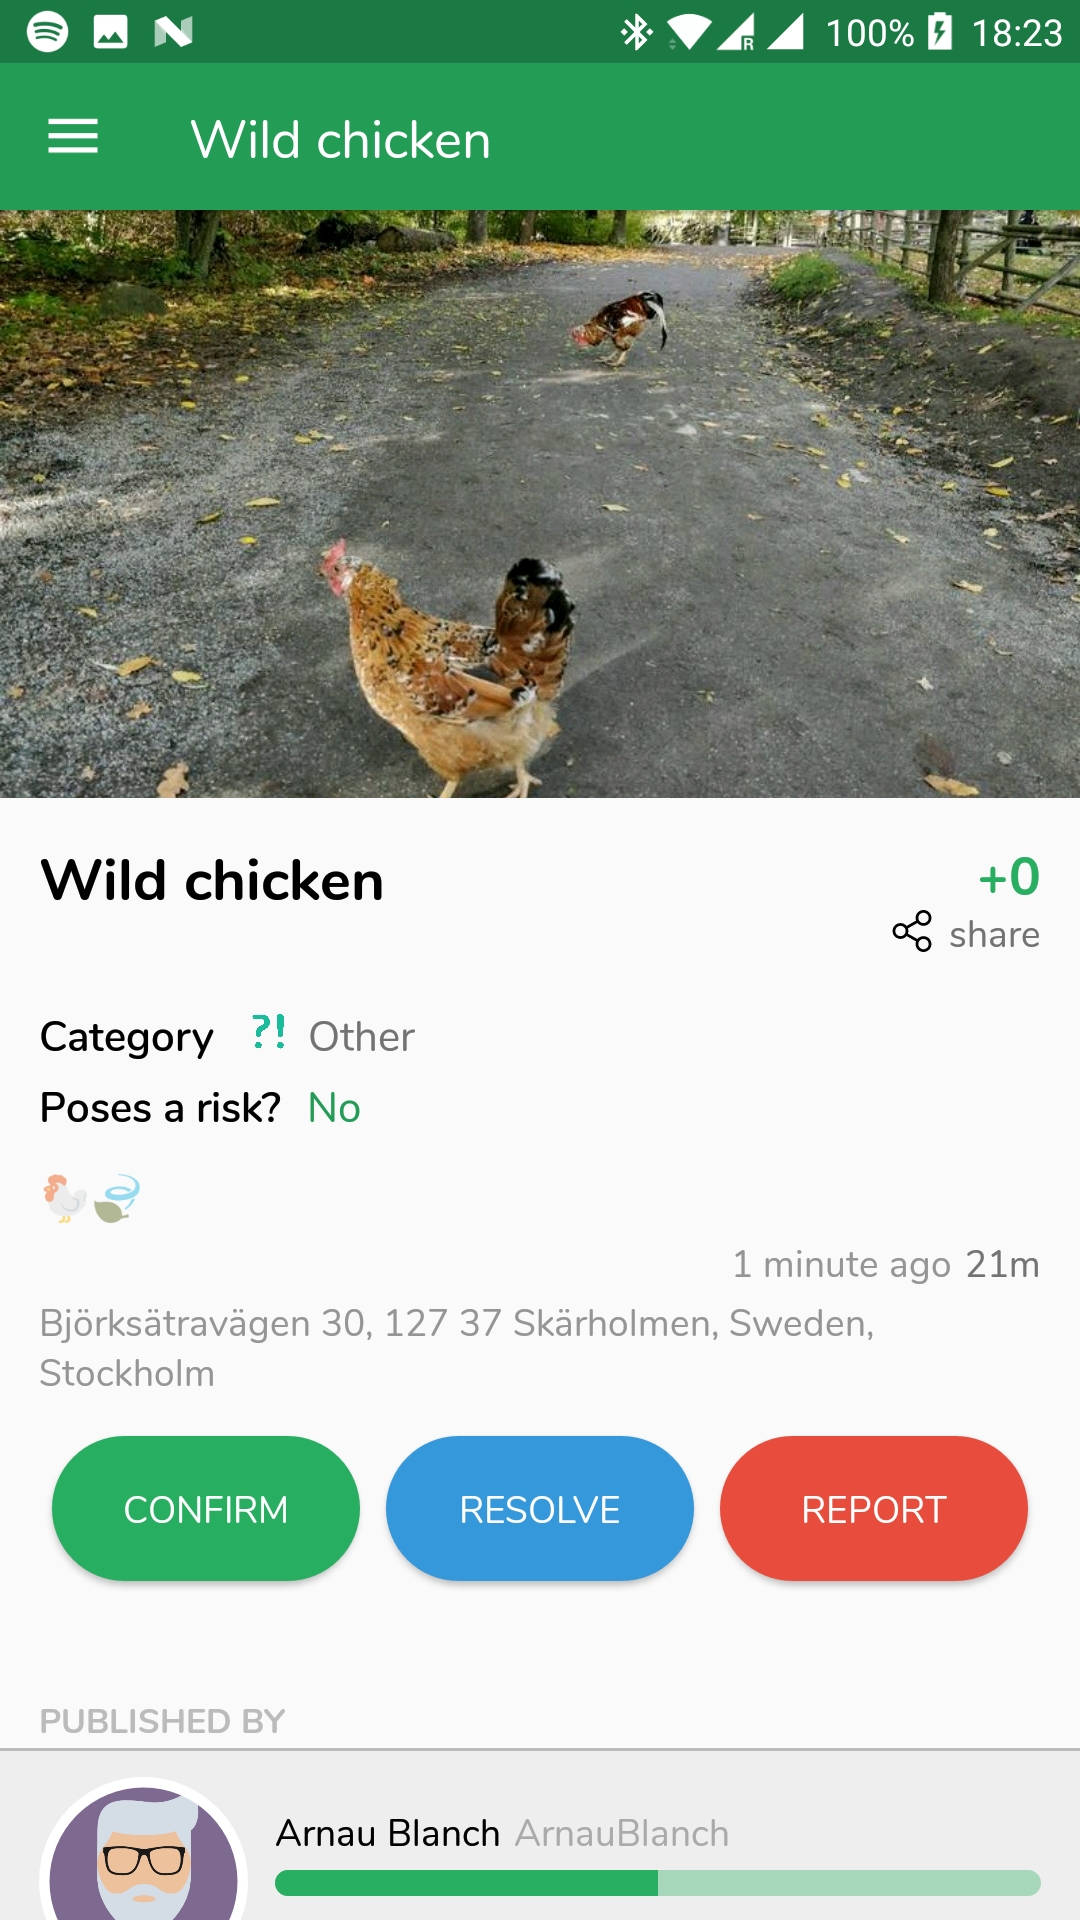 100% 18:23
Wild chicken
Wild chicken
+0
share
Category ?! Other
Poses a risk? No
1 minute ago 21m
Björksätravägen 30, 127 37 Skärholmen, Sweden,
Stockholm
CONFIRM RESOLVE REPORT
PUBLISHED BY
Arnau Blanch ArnauBlanch